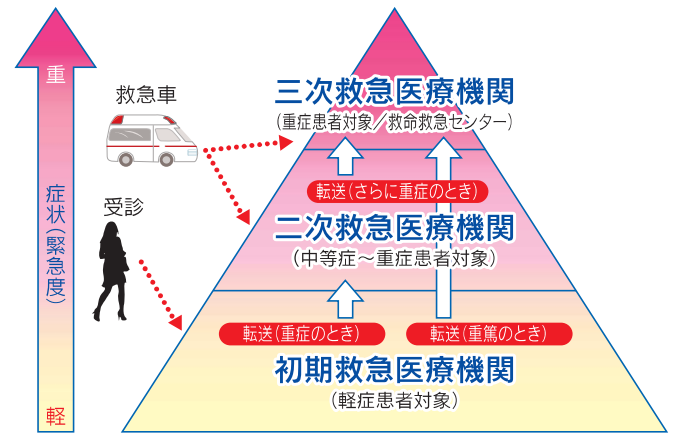 重
救急車
三次救急医療機関
(重症患者対象／救命救急センター)
転送(さらに重症のとき)
受診
症状(緊急度)
二次救急医療機関
(中等症～重症患者対象)
転送(重症のとき)
転送(重篤のとき)
初期救急医療機関
(軽症患者対象)
軽